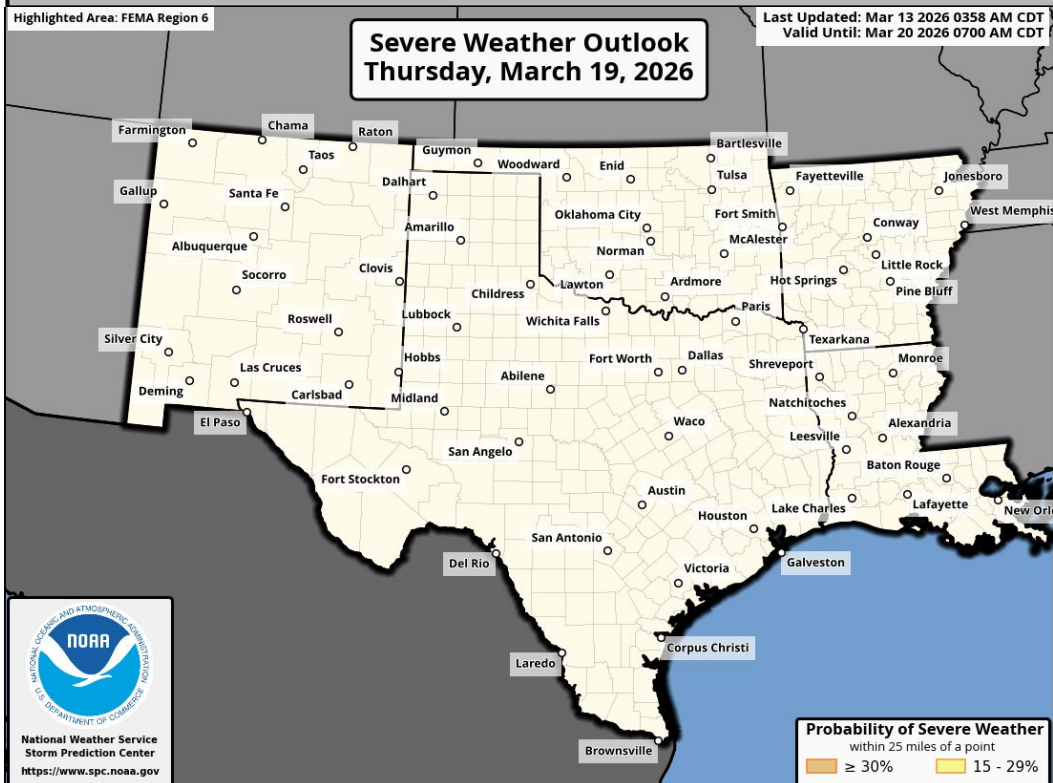 Highlighted Area: FEMA Region 6
Last Updated: Mar 13 2026 0358 AM CDT
Valid Until: Mar 20 2026 0700 AM CDT
Severe Weather Outlook
Thursday, March 19, 2026
Farmington
Chama
Raton
Taos
Guymon
Woodward
Enid
Bartlesville
Gallup
Santa Fe
Dalhart
Tulsa
Fayetteville
Jonesboro
Albuquerque
Amarillo
Oklahoma City
Fort Smith
Conway
West Memphis
Norman
McAlester
Socorro
Clovis
Childress
Lawton
Ardmore
Hot Springs
Little Rock
Pine Bluff
Roswell
Lubbock
Wichita Falls
Paris
Texarkana
Silver City
Hobbs
Fort Worth
Dallas
Shreveport
Monroe
Las Cruces
Deming
Carlsbad
Midland
Abilene
Natchitoches
El Paso
Waco
Leesville
Alexandria
San Angelo
Baton Rouge
Fort Stockton
Austin
Houston
Lake Charles
Lafayette
New Orl
San Antonio
Del Rio
Galveston
Victoria
Laredo
Corpus Christi
Brownsville
NATIONAL OCEANIC AND ATMOSPHERIC ADMINISTRATION
NOAA
U.S. DEPARTMENT OF COMMERCE
National Weather Service
Storm Prediction Center
https://www.spc.noaa.gov
Probability of Severe Weather
within 25 miles of a point
≥ 30%
15 - 29%